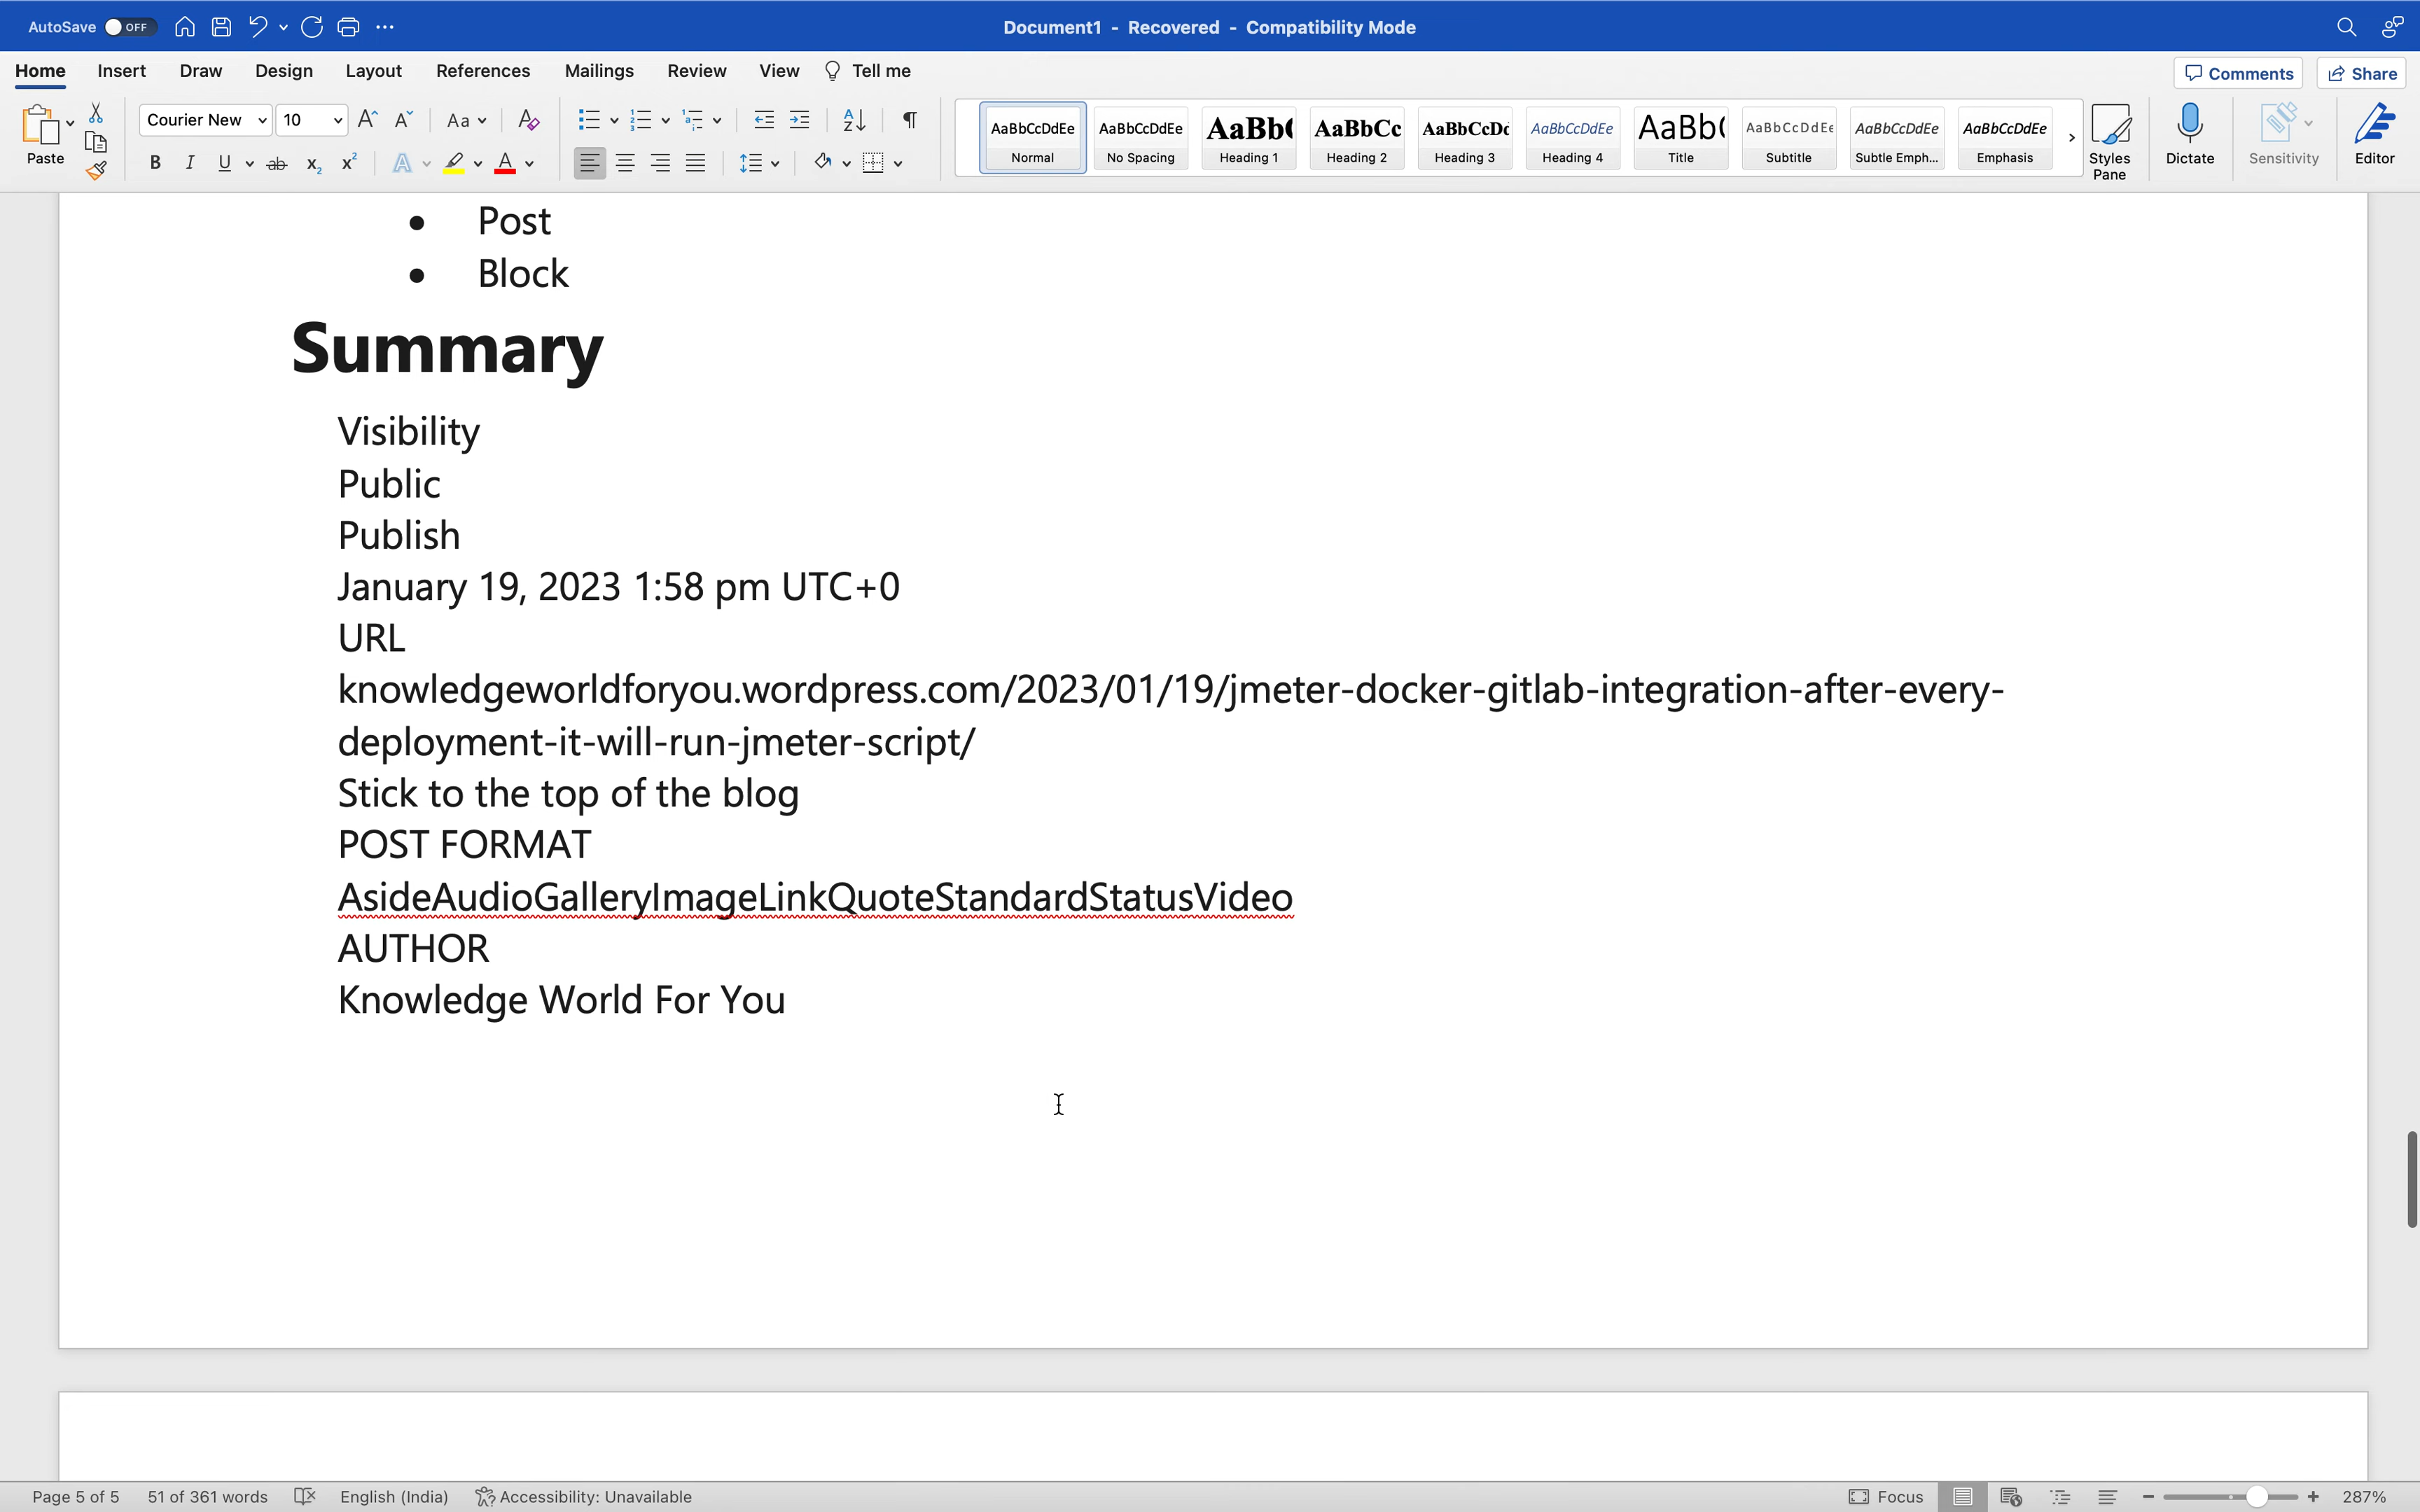 AutoSave OFF
Document1 - Recovered - Compatibility Mode
Home Insert Draw Design Layout References Mailings Review View Tell me
Comments Share
Paste
Courier New 10
AaBbCcDdEe AaBbCcDdEe AaBb( AaBbCc AaBbCcDd AaBbCcDdEe AaBb( AaBbCcDdEe AaBbCcDdEe AaBbCcDdEe
Normal No Spacing Heading 1 Heading 2 Heading 3 Heading 4 Title Subtitle Subtle Emph... Emphasis
Styles Pane
Dictate
Sensitivity
Editor
• Post
• Block
Summary
Visibility
Public
Publish
January 19, 2023 1:58 pm UTC+0
URL
knowledgeworldforyou.wordpress.com/2023/01/19/jmeter-docker-gitlab-integration-after-every-
deployment-it-will-run-jmeter-script/
Stick to the top of the blog
POST FORMAT
AsideAudioGalleryImageLinkQuoteStandardStatusVideo
AUTHOR
Knowledge World For You
Page 5 of 5 51 of 361 words English (India) Accessibility: Unavailable
Focus 287%